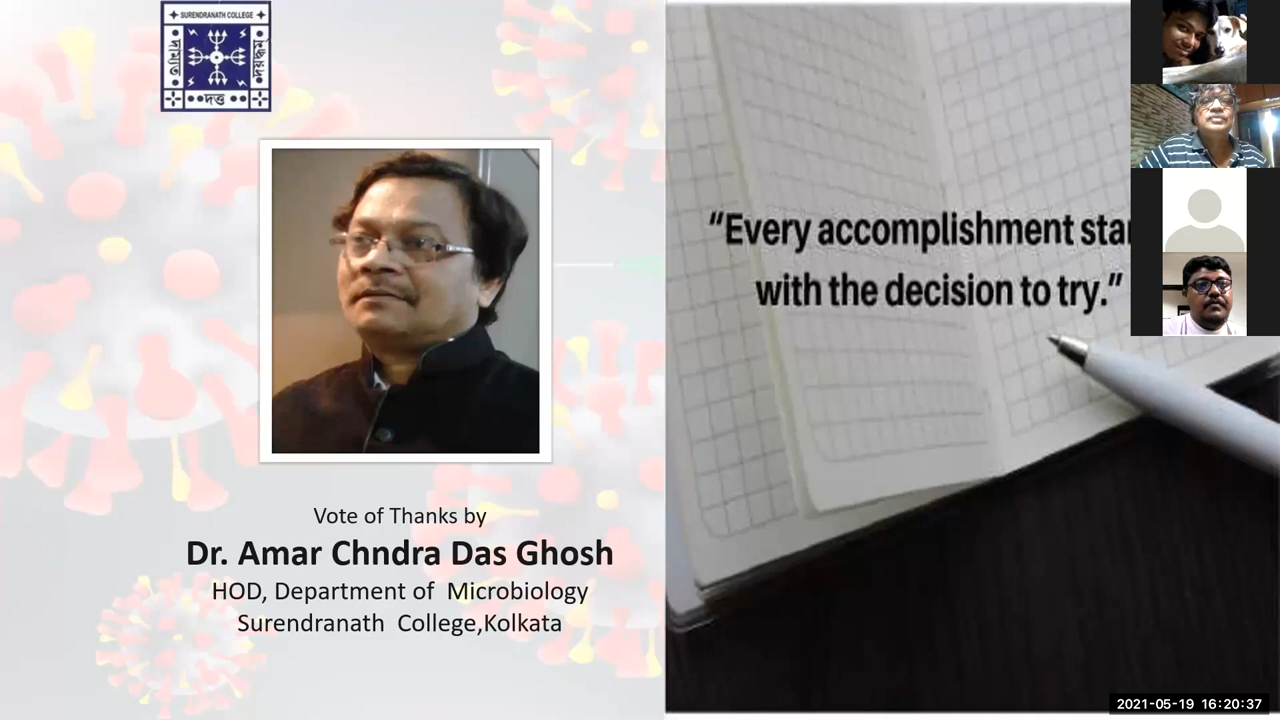 SURENDRANATH COLLEGE
দত্ত
Vote of Thanks by
Dr. Amar Chndra Das Ghosh
HOD, Department of Microbiology
Surendranath College,Kolkata
“Every accomplishment
with the decision to try.”
2021-05-19 16:20:37